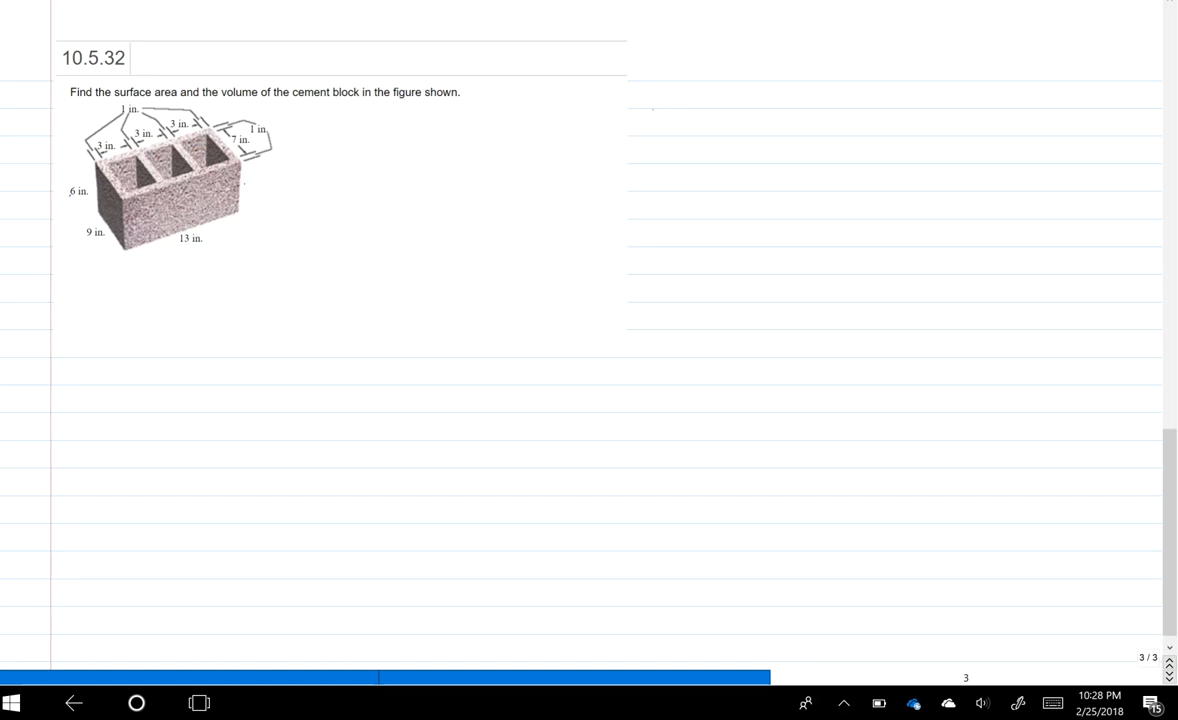 10.5.32
Find the surface area and the volume of the cement block in the figure shown.
1 in.
3 in.
1 in.
3 in.
7 in.
3 in.
6 in.
9 in.
13 in.
3 / 3
3
10:28 PM
2/25/2018
15